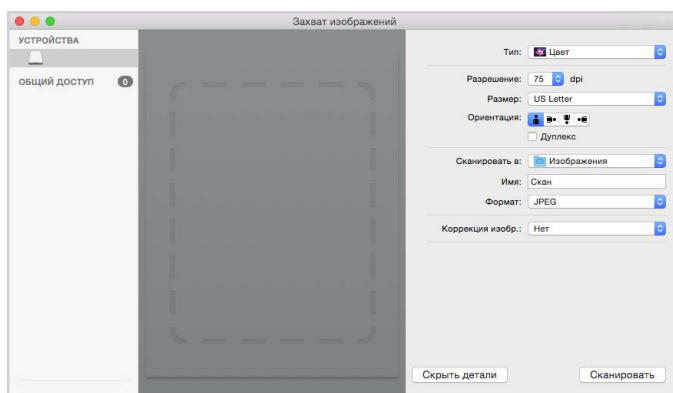 Захват изображений
УСТРОЙСТВА
ОБЩИЙ ДОСТУП 0
Тип: Цвет
Разрешение: 75 dpi
Размер: US Letter
Ориентация:
Дуплекс
Сканировать в: Изображения
Имя: Скан
Формат: JPEG
Коррекция изобр.: Нет
Скрыть детали Сканировать